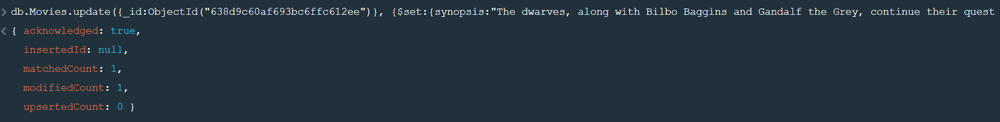 db.Movies.update({_id:ObjectId("638d9c60af693bc6ffc612ee")}, {$set:{synopsis:"The dwarves, along with Bilbo Baggins and Gandalf the Grey, continue their quest
{ acknowledged: true,
insertedId: null,
matchedCount: 1,
modifiedCount: 1,
upsertedCount: 0 }